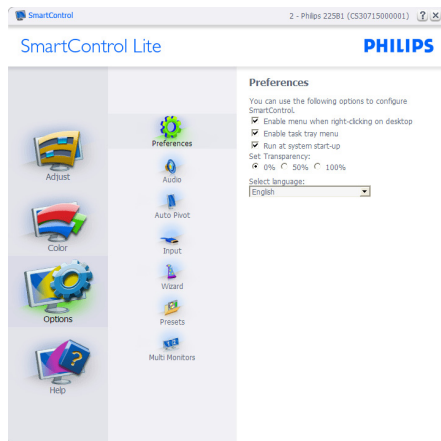 SmartControl
2 - Philips 225B1 (CS30715000001)
SmartControl Lite
PHILIPS
Adjust
Color
Options
Help
Preferences
Audio
Auto Pivot
Input
Wizard
Presets
Multi Monitors
Preferences
You can use the following options to configure
SmartControl.
Enable menu when right-clicking on desktop
Enable task tray menu
Run at system start-up
Set Transparency:
0% 50% 100%
Select language:
English